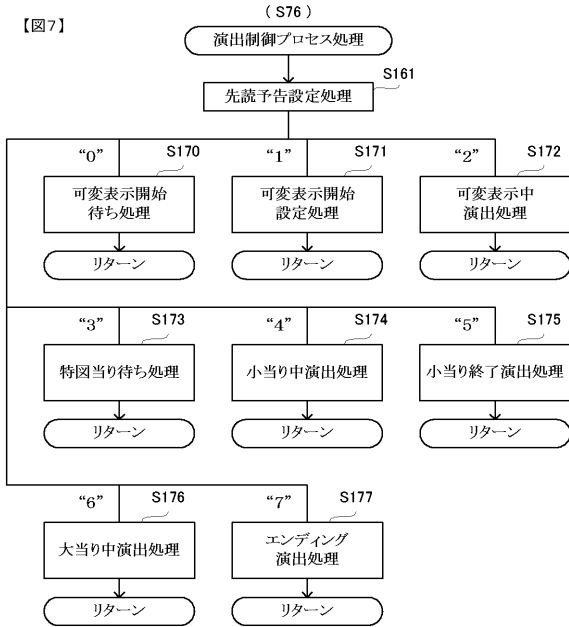 【図7】
( S76 )
演出制御プロセス処理
S161
先読予告設定処理
“0”
S170
“1”
S171
“2”
S172
可変表示開始
待ち処理
可変表示開始
設定処理
可変表示中
演出処理
リターン
リターン
リターン
“3”
S173
“4”
S174
“5”
S175
特図当り待ち処理
小当り中演出処理
小当り終了演出処理
リターン
リターン
リターン
“6”
S176
“7”
S177
大当り中演出処理
エンディング
演出処理
リターン
リターン